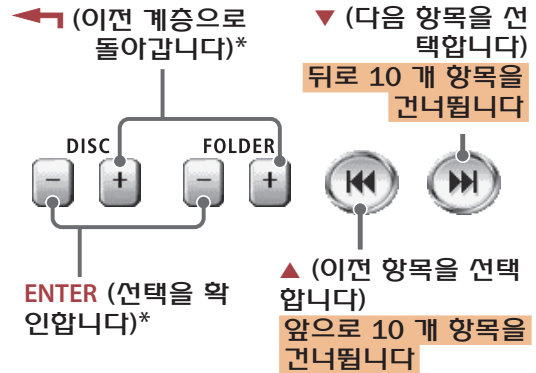 (이전 계층으로
돌아갑니다)*
▼ (다음 항목을 선
택합니다)
뒤로 10 개 항목을
건너뜁니다
DISC
FOLDER
− + − +
ENTER (선택을 확
인합니다)*
▲ (이전 항목을 선택
합니다)
앞으로 10 개 항목을
건너뜁니다